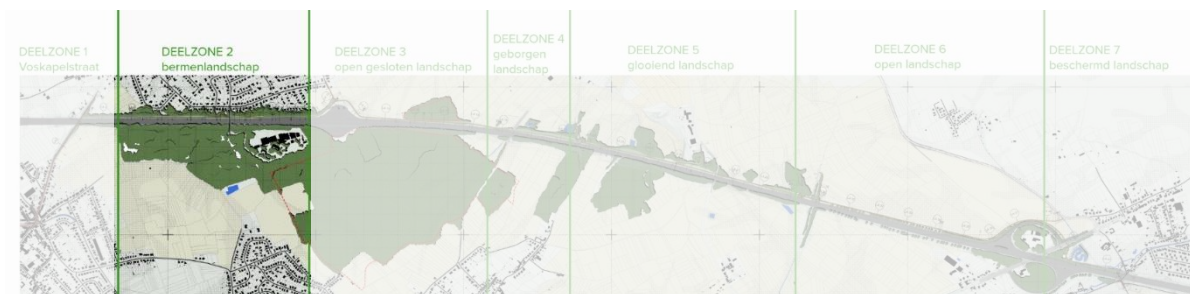 DEELZONE 1
Voskapelstraat
DEELZONE 2
bermenlandschap
DEELZONE 3
open gesloten landschap
DEELZONE 4
geborgen
landschap
DEELZONE 5
glooiend landschap
DEELZONE 6
open landschap
DEELZONE 7
beschermd landschap